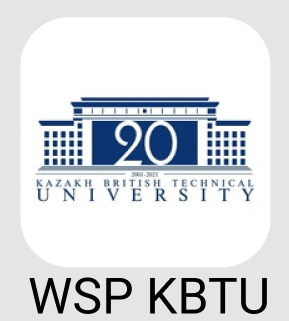 20
2001-2021
KAZAKH BRITISH TECHNICAL
UNIVERSITY
WSP KBTU